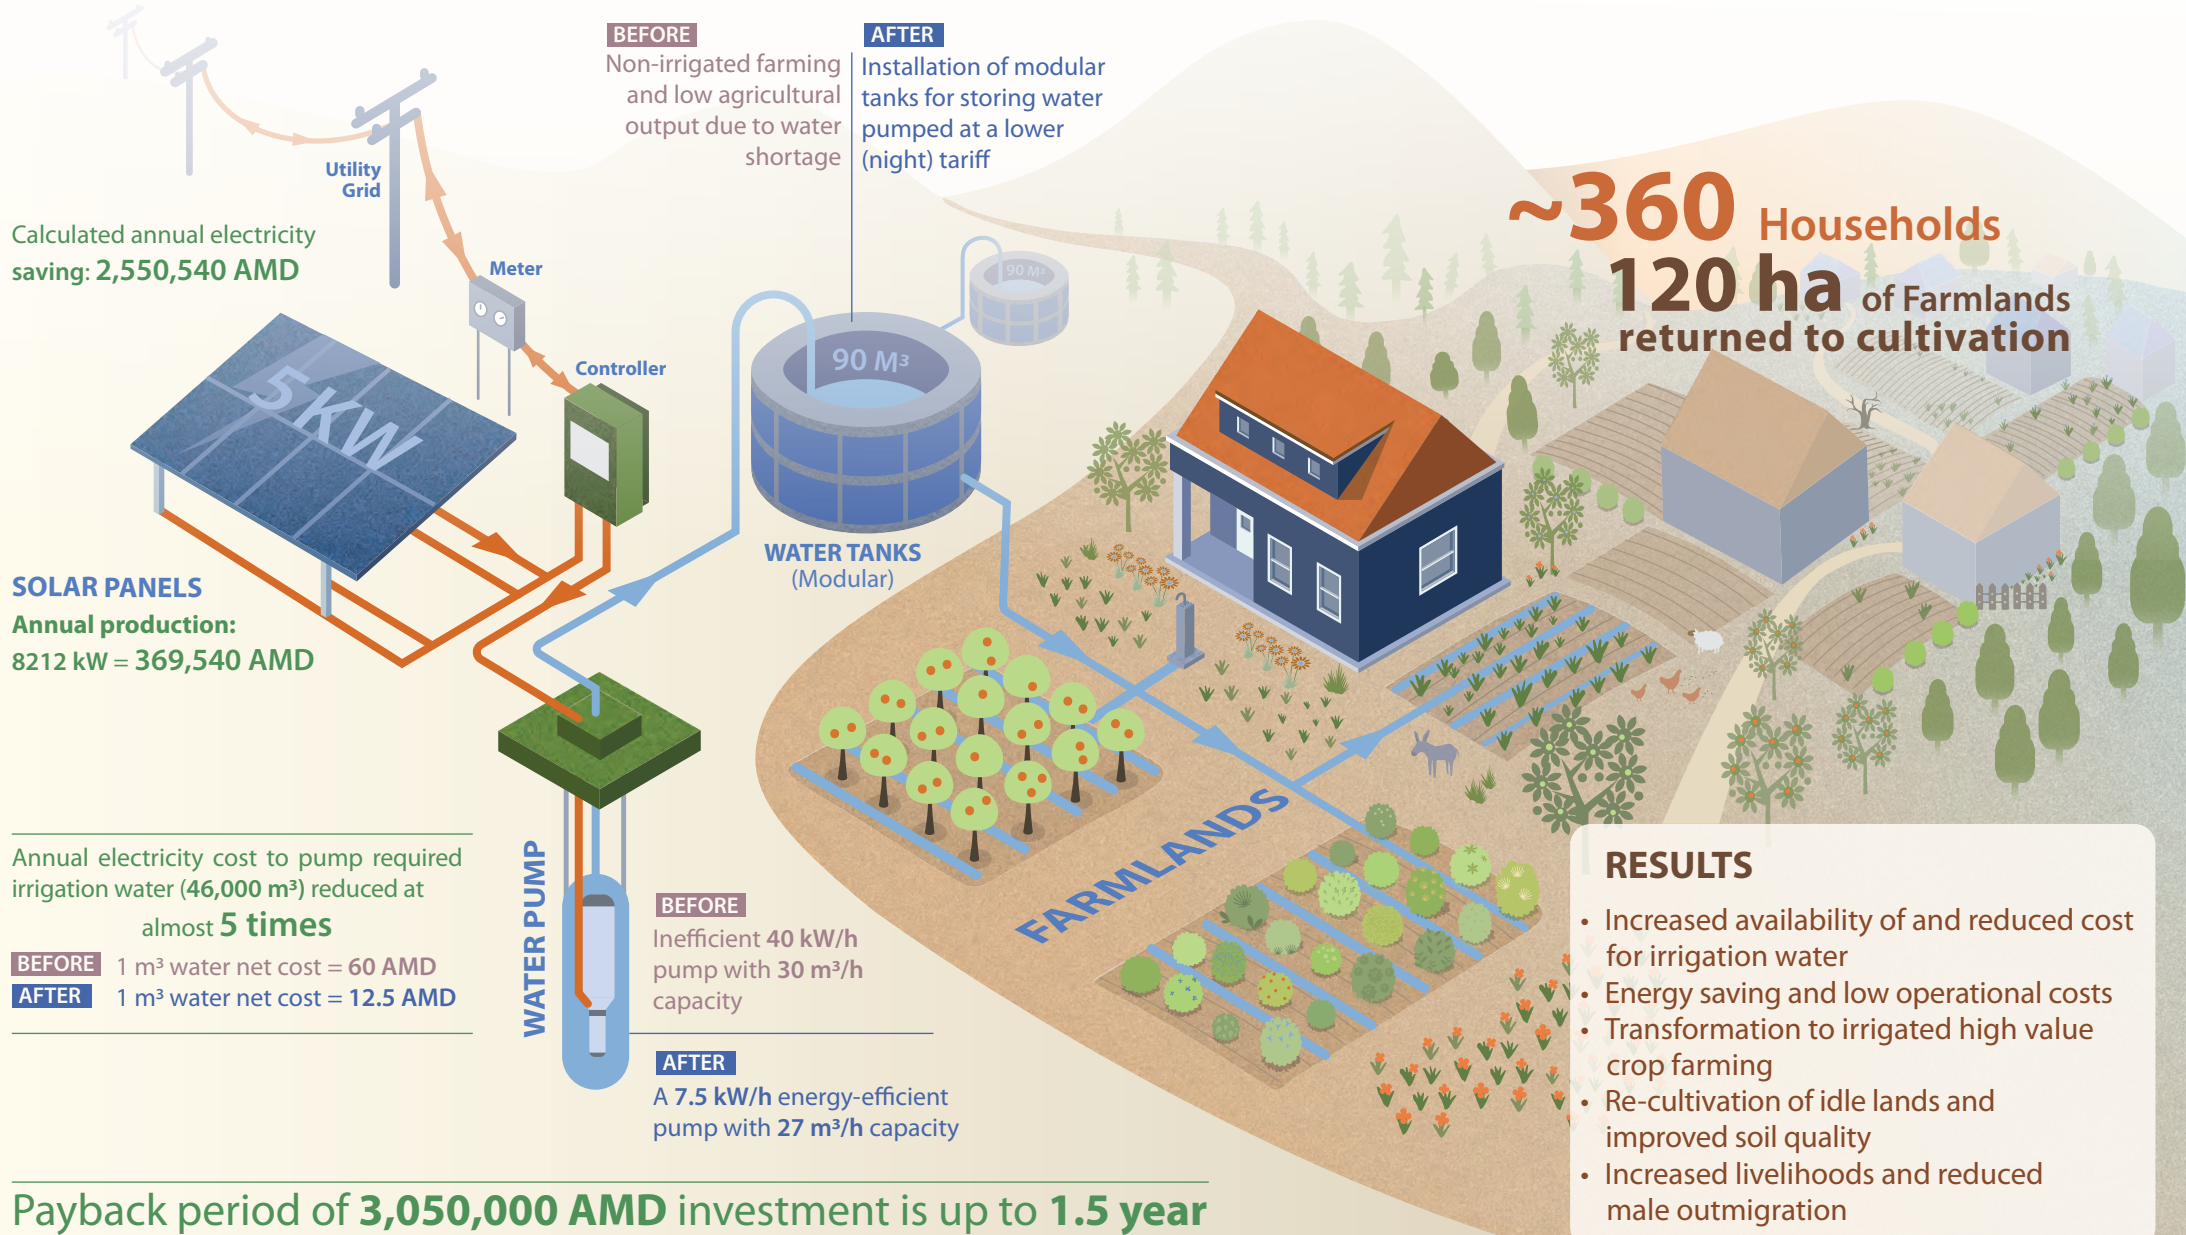 BEFORE
Non-irrigated farming
and low agricultural
output due to water
shortage
AFTER
Installation of modular
tanks for storing water
pumped at a lower
(night) tariff
Utility
Grid
Calculated annual electricity
saving: 2,550,540 AMD
Meter
Controller
5 KW
90 M³
90 M³
~360 Households
120 ha of Farmlands
returned to cultivation
WATER TANKS
(Modular)
SOLAR PANELS
Annual production:
8212 kW = 369,540 AMD
Annual electricity cost to pump required
irrigation water (46,000 m³) reduced at
almost 5 times
BEFORE 1 m³ water net cost = 60 AMD
AFTER 1 m³ water net cost = 12.5 AMD
WATER PUMP
BEFORE
Inefficient 40 kW/h
pump with 30 m³/h
capacity
AFTER
A 7.5 kW/h energy-efficient
pump with 27 m³/h capacity
FARMLANDS
RESULTS
• Increased availability of and reduced cost
for irrigation water
• Energy saving and low operational costs
• Transformation to irrigated high value
crop farming
• Re-cultivation of idle lands and
improved soil quality
• Increased livelihoods and reduced
male outmigration
Payback period of 3,050,000 AMD investment is up to 1.5 year